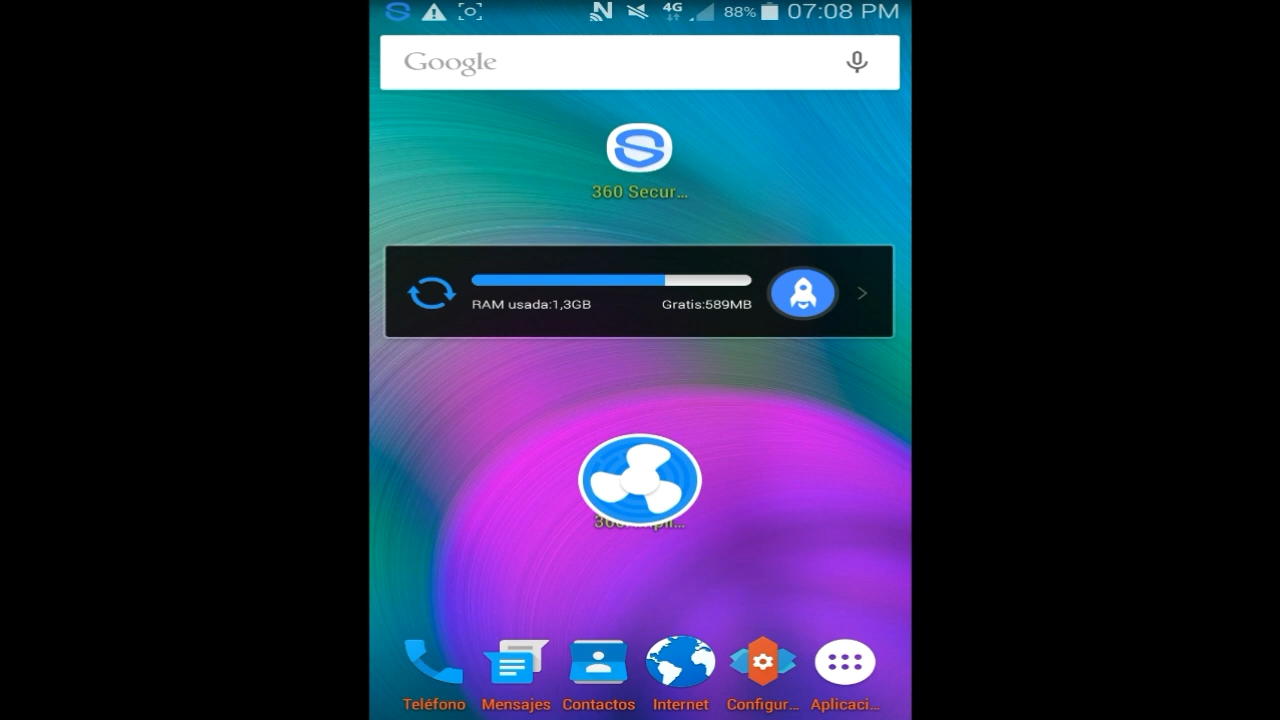 4G 88% 07:08 PM
Google
360 Secur...
RAM usada:1,3GB Gratis:589MB
Teléfono Mensajes Contactos Internet Configur... Aplicaci...